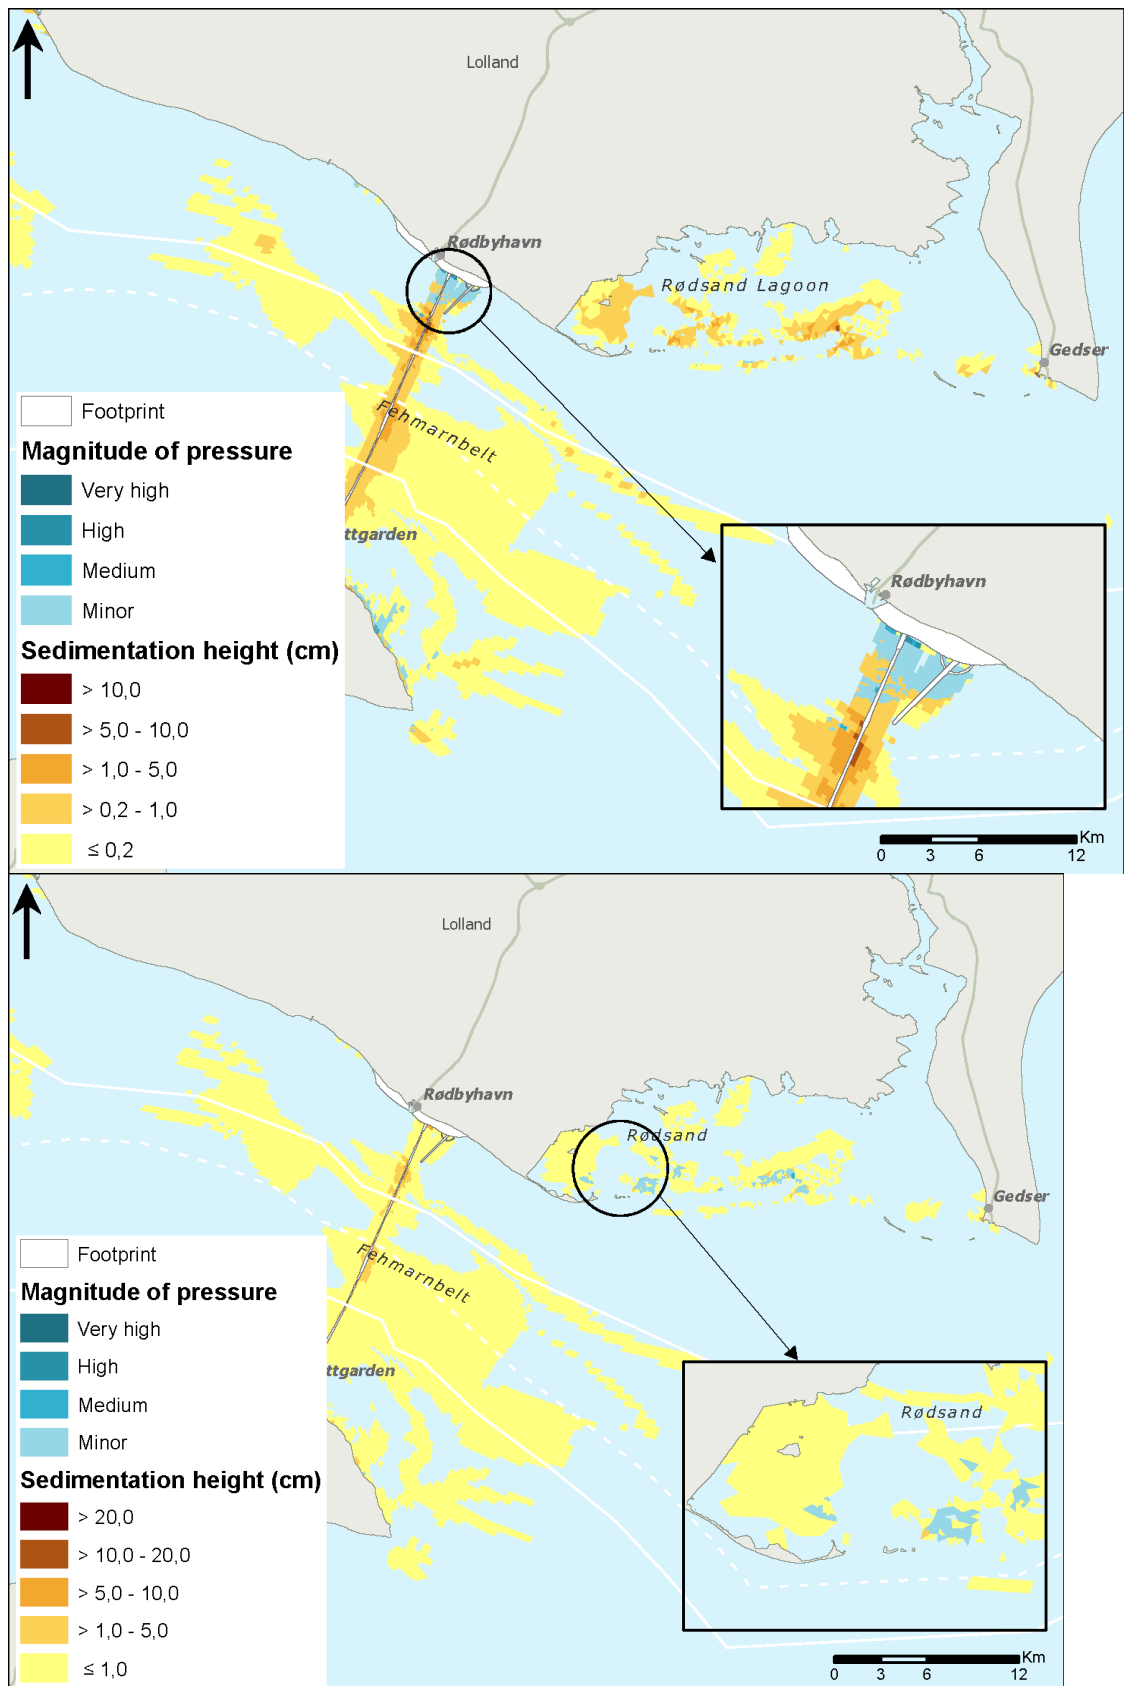 Lolland
Rødbyhavn
Rødsand Lagoon
Gedser
Fehmarnbelt
ttgarden
Footprint
Magnitude of pressure
Very high
High
Medium
Minor
Sedimentation height (cm)
> 10,0
> 5,0 - 10,0
> 1,0 - 5,0
> 0,2 - 1,0
≤ 0,2
Rødbyhavn
Km
0 3 6 12
Lolland
Rødbyhavn
Rødsand
Gedser
Fehmarnbelt
ttgarden
Footprint
Magnitude of pressure
Very high
High
Medium
Minor
Sedimentation height (cm)
> 20,0
> 10,0 - 20,0
> 5,0 - 10,0
> 1,0 - 5,0
≤ 1,0
Rødsand
Km
0 3 6 12